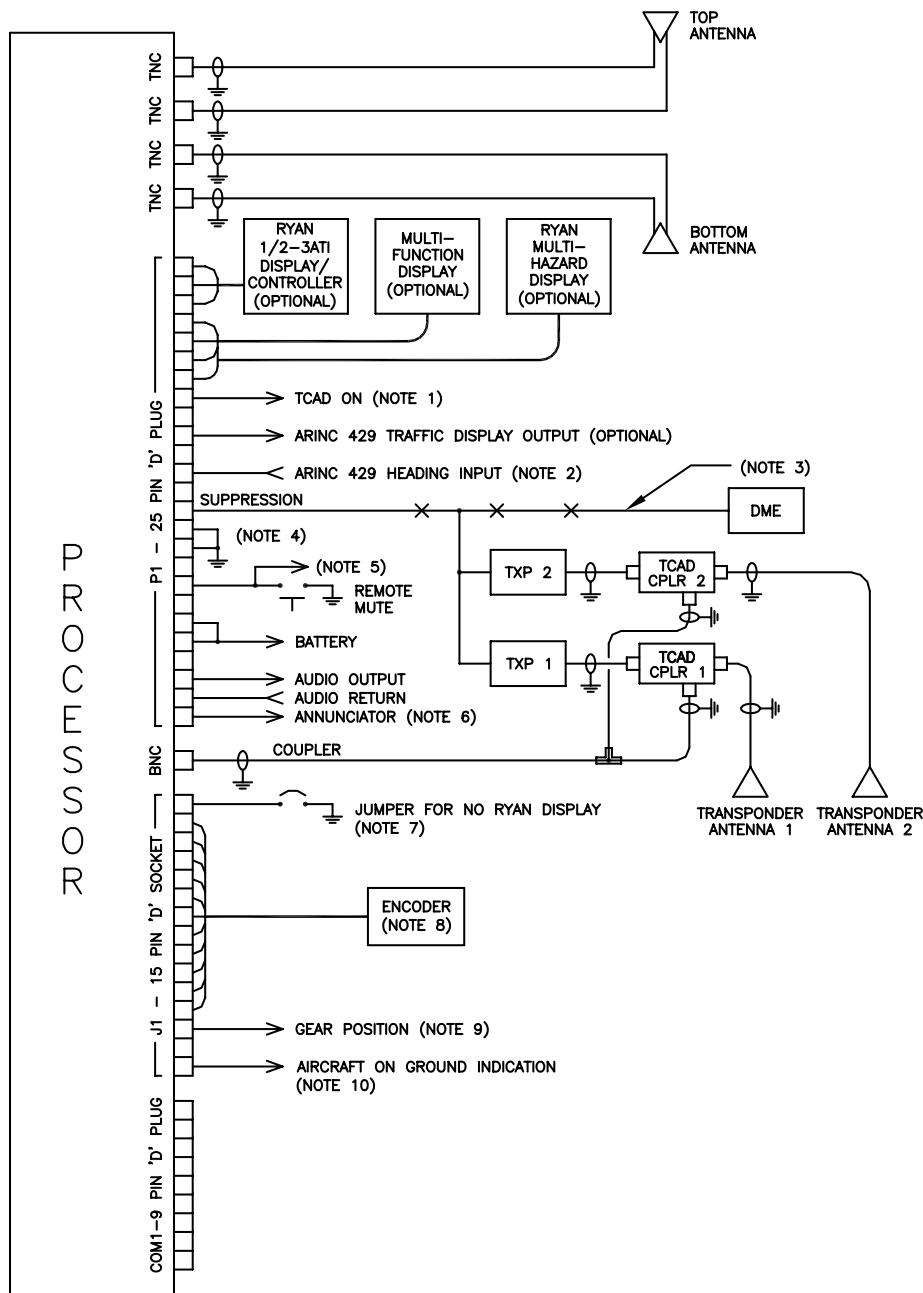 TOP
ANTENNA
TNC
TNC
TNC
TNC
BOTTOM
ANTENNA
RYAN
1/2-3ATI
DISPLAY/
CONTROLLER
(OPTIONAL)
MULTI-
FUNCTION
DISPLAY
(OPTIONAL)
RYAN
MULTI-
HAZARD
DISPLAY
(OPTIONAL)
P1 - 25 PIN 'D' PLUG
TCAD ON (NOTE 1)
ARINC 429 TRAFFIC DISPLAY OUTPUT (OPTIONAL)
ARINC 429 HEADING INPUT (NOTE 2)
(NOTE 3)
SUPPRESSION
DME
(NOTE 4)
(NOTE 5)
REMOTE
MUTE
TXP 2
TCAD
CPLR 2
BATTERY
TXP 1
TCAD
CPLR 1
AUDIO OUTPUT
AUDIO RETURN
ANNUNCIATOR (NOTE 6)
PROCESSOR
BNC
COUPLER
TRANSPONDER
ANTENNA 1
TRANSPONDER
ANTENNA 2
J1 - 15 PIN 'D' SOCKET
JUMPER FOR NO RYAN DISPLAY
(NOTE 7)
ENCODER
(NOTE 8)
GEAR POSITION (NOTE 9)
AIRCRAFT ON GROUND INDICATION
(NOTE 10)
COM1-9 PIN 'D' PLUG